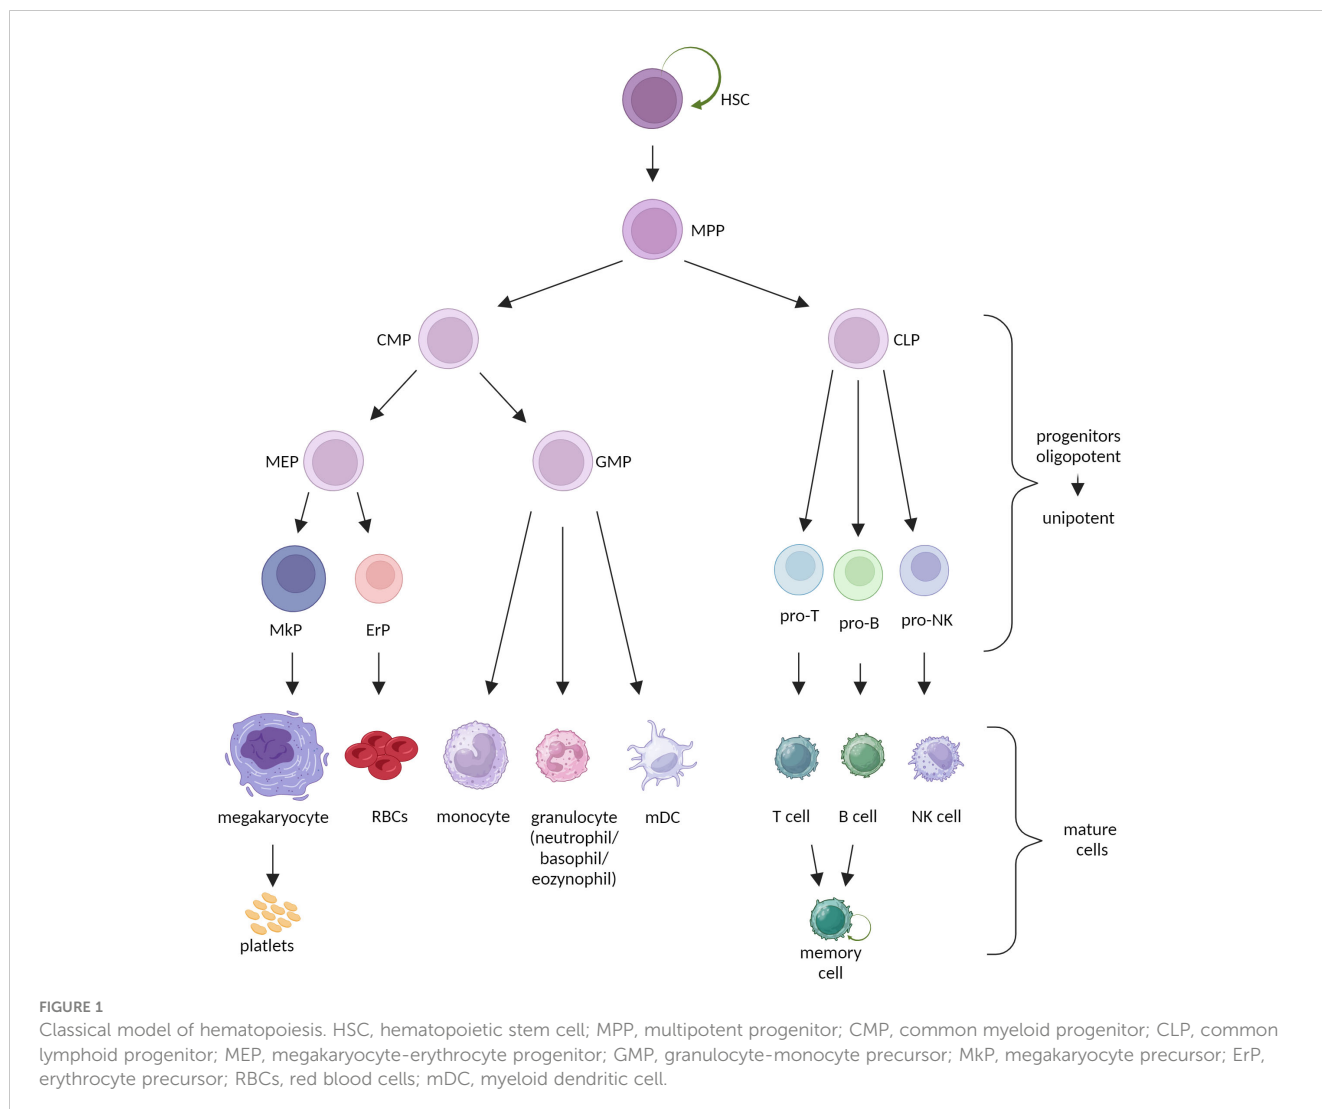 HSC
MPP
CMP
CLP
MEP
GMP
progenitors
oligopotent
unipotent
MkP
ErP
pro-T
pro-B
pro-NK
megakaryocyte
RBCs
monocyte
granulocyte
(neutrophil/
basophil/
eozynophil)
mDC
T cell
B cell
NK cell
mature
cells
platlets
memory
cell
FIGURE 1
Classical model of hematopoiesis. HSC, hematopoietic stem cell; MPP, multipotent progenitor; CMP, common myeloid progenitor; CLP, common
lymphoid progenitor; MEP, megakaryocyte-erythrocyte progenitor; GMP, granulocyte-monocyte precursor; MkP, megakaryocyte precursor; ErP,
erythrocyte precursor; RBCs, red blood cells; mDC, myeloid dendritic cell.